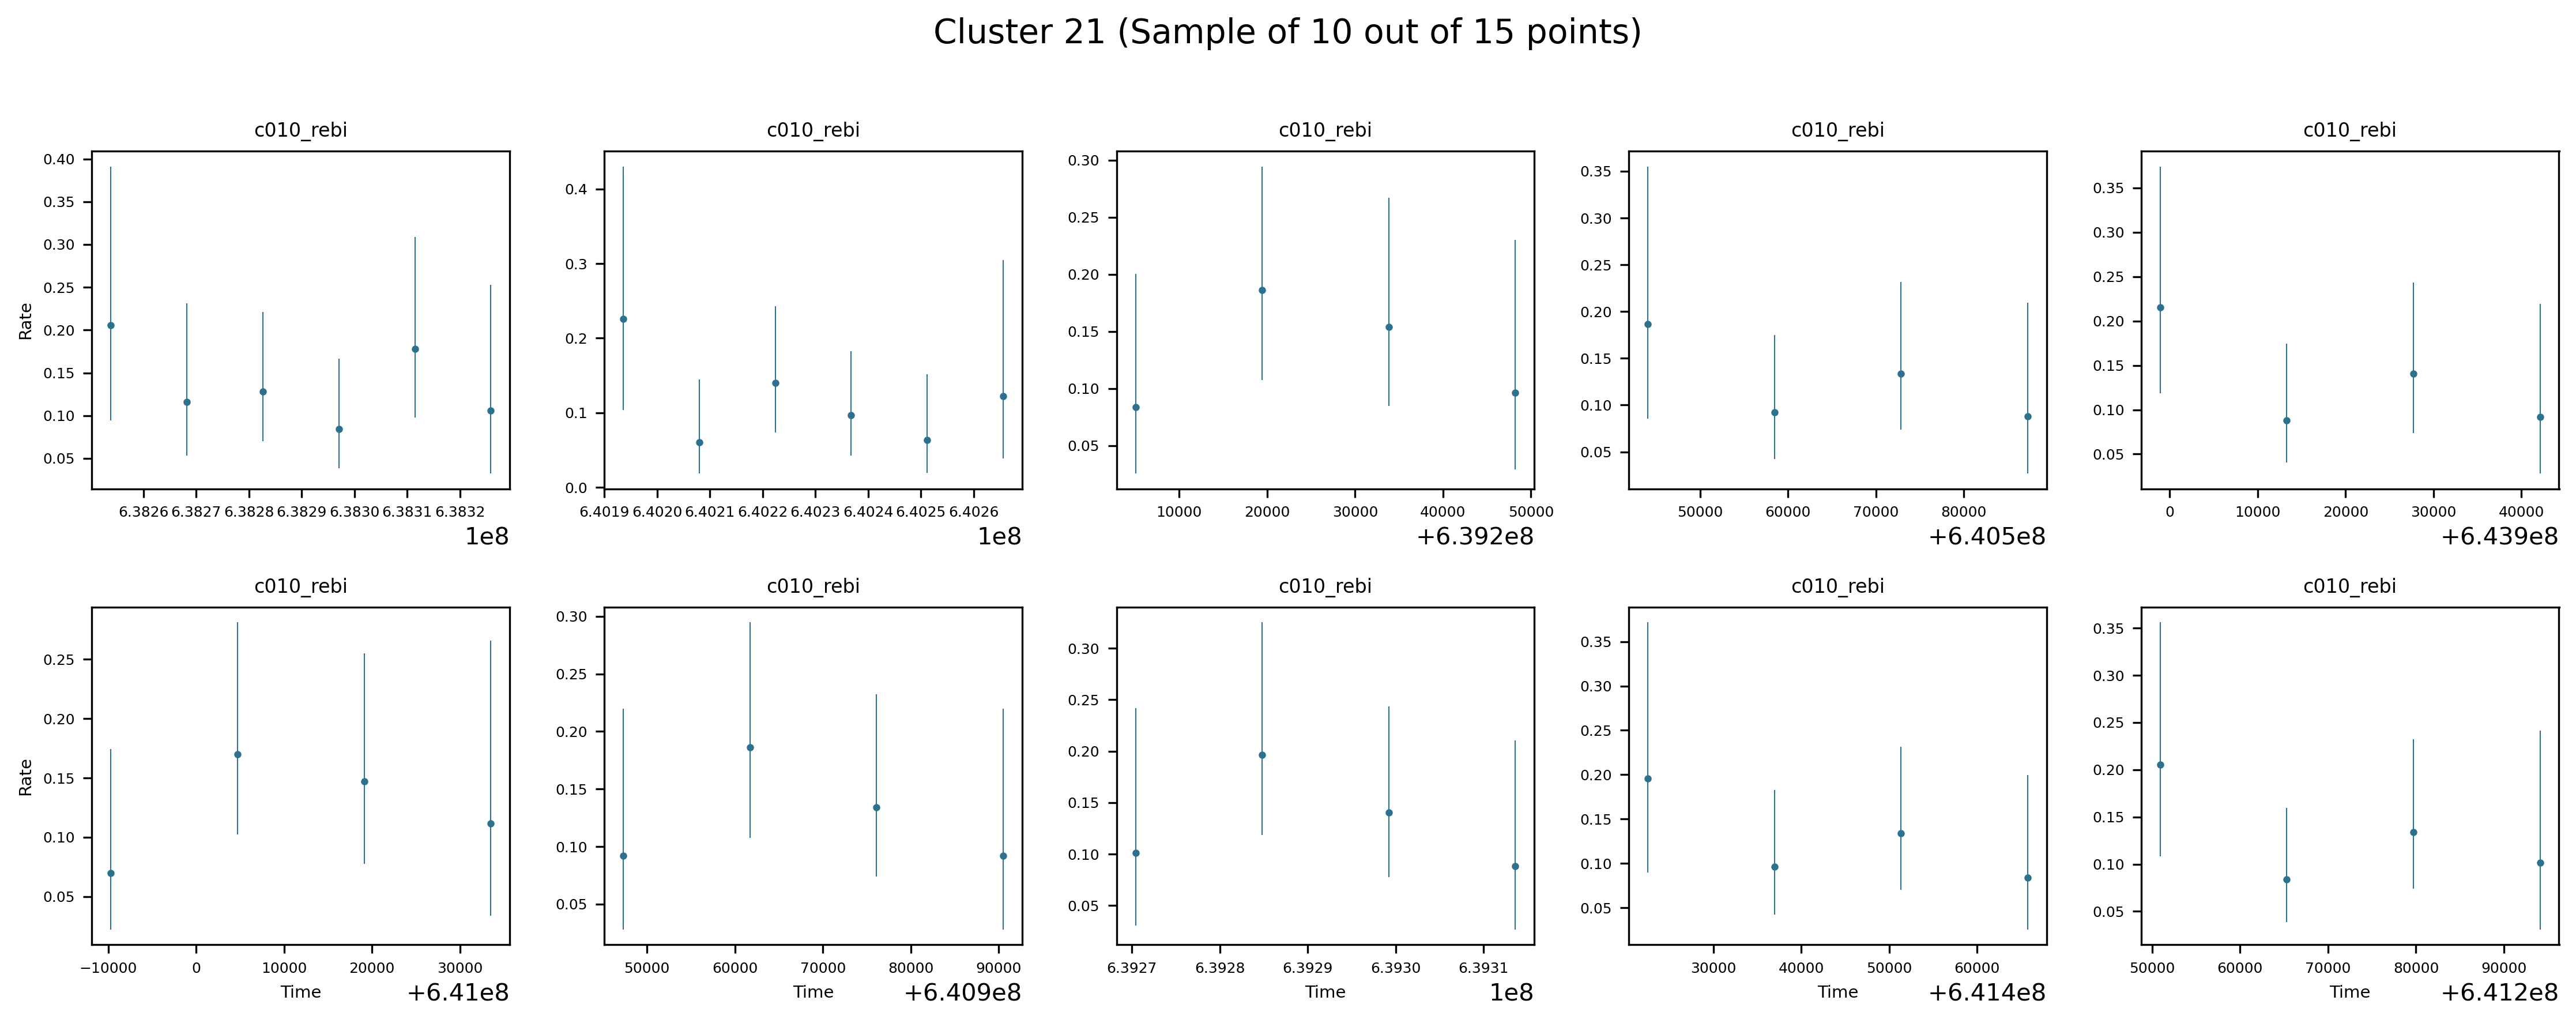 Cluster 21 (Sample of 10 out of 15 points)
c010_rebi c010_rebi c010_rebi c010_rebi c010_rebi
Rate
0.40
0.35
0.30
0.25
0.20
0.15
0.10
0.05
6.3826 6.3827 6.3828 6.3829 6.3830 6.3831 6.3832
1e8
0.4
0.3
0.2
0.1
0.0
6.4019 6.4020 6.4021 6.4022 6.4023 6.4024 6.4025 6.4026
1e8
0.30
0.25
0.20
0.15
0.10
0.05
10000 20000 30000 40000 50000
+6.392e8
0.35
0.30
0.25
0.20
0.15
0.10
0.05
50000 60000 70000 80000
+6.405e8
0.35
0.30
0.25
0.20
0.15
0.10
0.05
0 10000 20000 30000 40000
+6.439e8
c010_rebi c010_rebi c010_rebi c010_rebi c010_rebi
Rate
0.25
0.20
0.15
0.10
0.05
−10000 0 10000 20000 30000
Time +6.41e8
0.30
0.25
0.20
0.15
0.10
0.05
50000 60000 70000 80000 90000
Time +6.409e8
0.30
0.25
0.20
0.15
0.10
0.05
6.3927 6.3928 6.3929 6.3930 6.3931
Time 1e8
0.35
0.30
0.25
0.20
0.15
0.10
0.05
30000 40000 50000 60000
Time +6.414e8
0.35
0.30
0.25
0.20
0.15
0.10
0.05
50000 60000 70000 80000 90000
Time +6.412e8